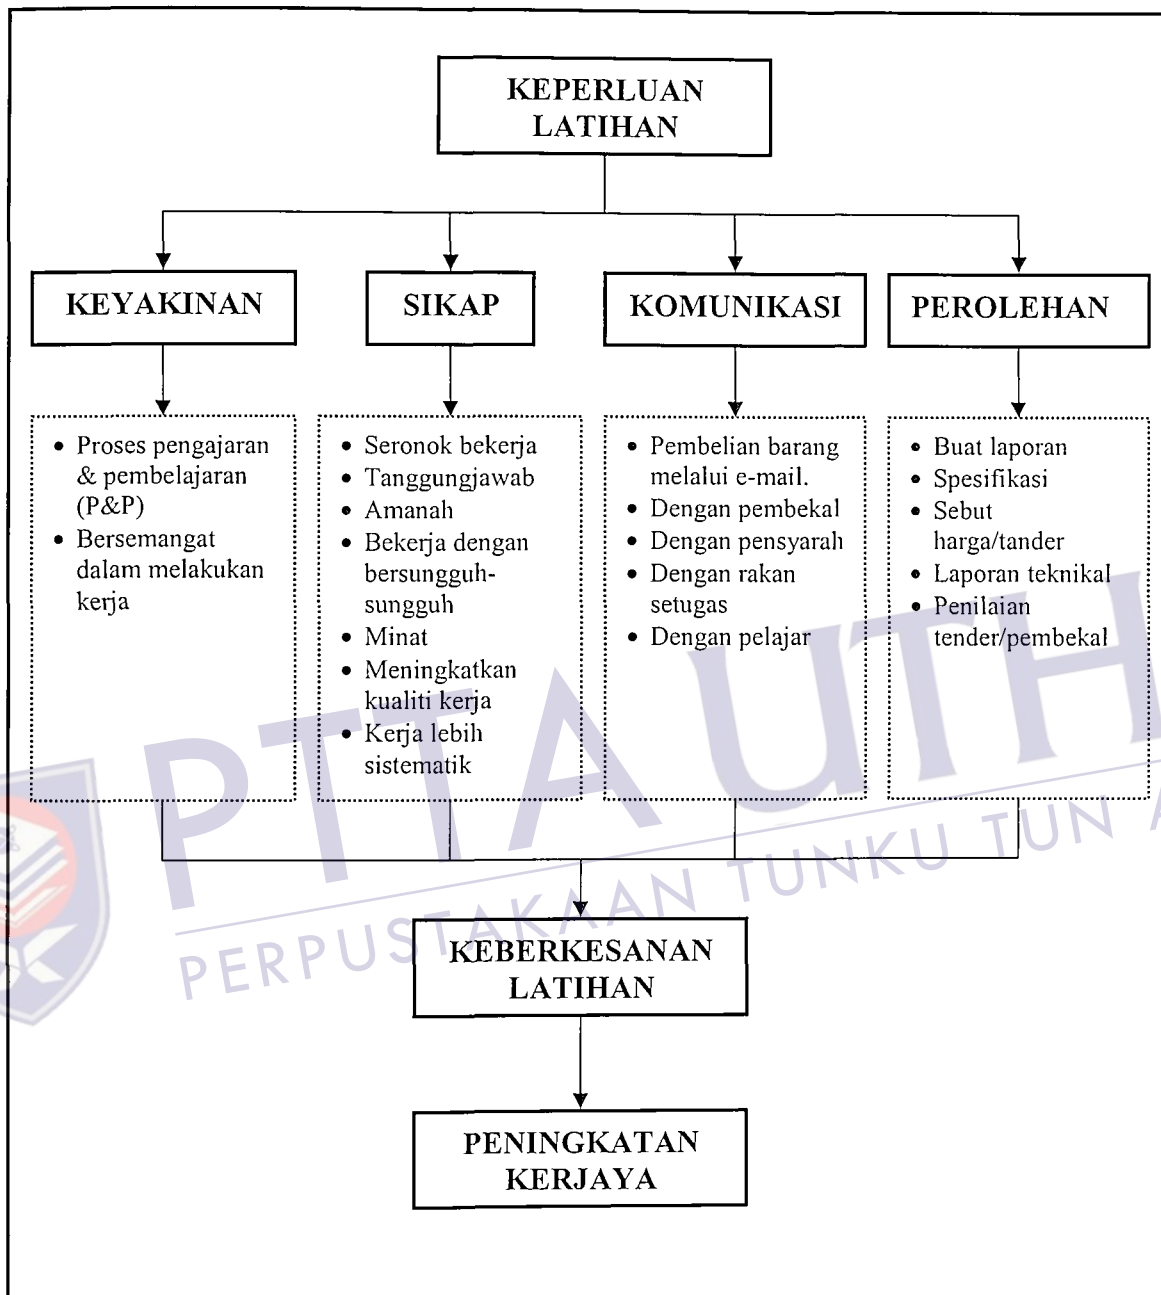 KEPERLUAN
LATIHAN
KEYAKINAN
SIKAP
KOMUNIKASI
PEROLEHAN
• Proses pengajaran
& pembelajaran
(P&P)
• Bersemangat
dalam melakukan
kerja
• Seronok bekerja
• Tanggungjawab
• Amanah
• Bekerja dengan
bersungguh-
sungguh
• Minat
• Meningkatkan
kualiti kerja
• Kerja lebih
sistematik
• Pembelian barang
melalui e-mail.
• Dengan pembekal
• Dengan pensyarah
• Dengan rakan
setugas
• Dengan pelajar
• Buat laporan
• Spesifikasi
• Sebut
harga/tander
• Laporan teknikal
• Penilaian
tender/pembekal
PTTA UTH
PERPUSTAKAAN TUNKU TUN A
KEBERKESANAN
LATIHAN
PENINGKATAN
KERJAYA